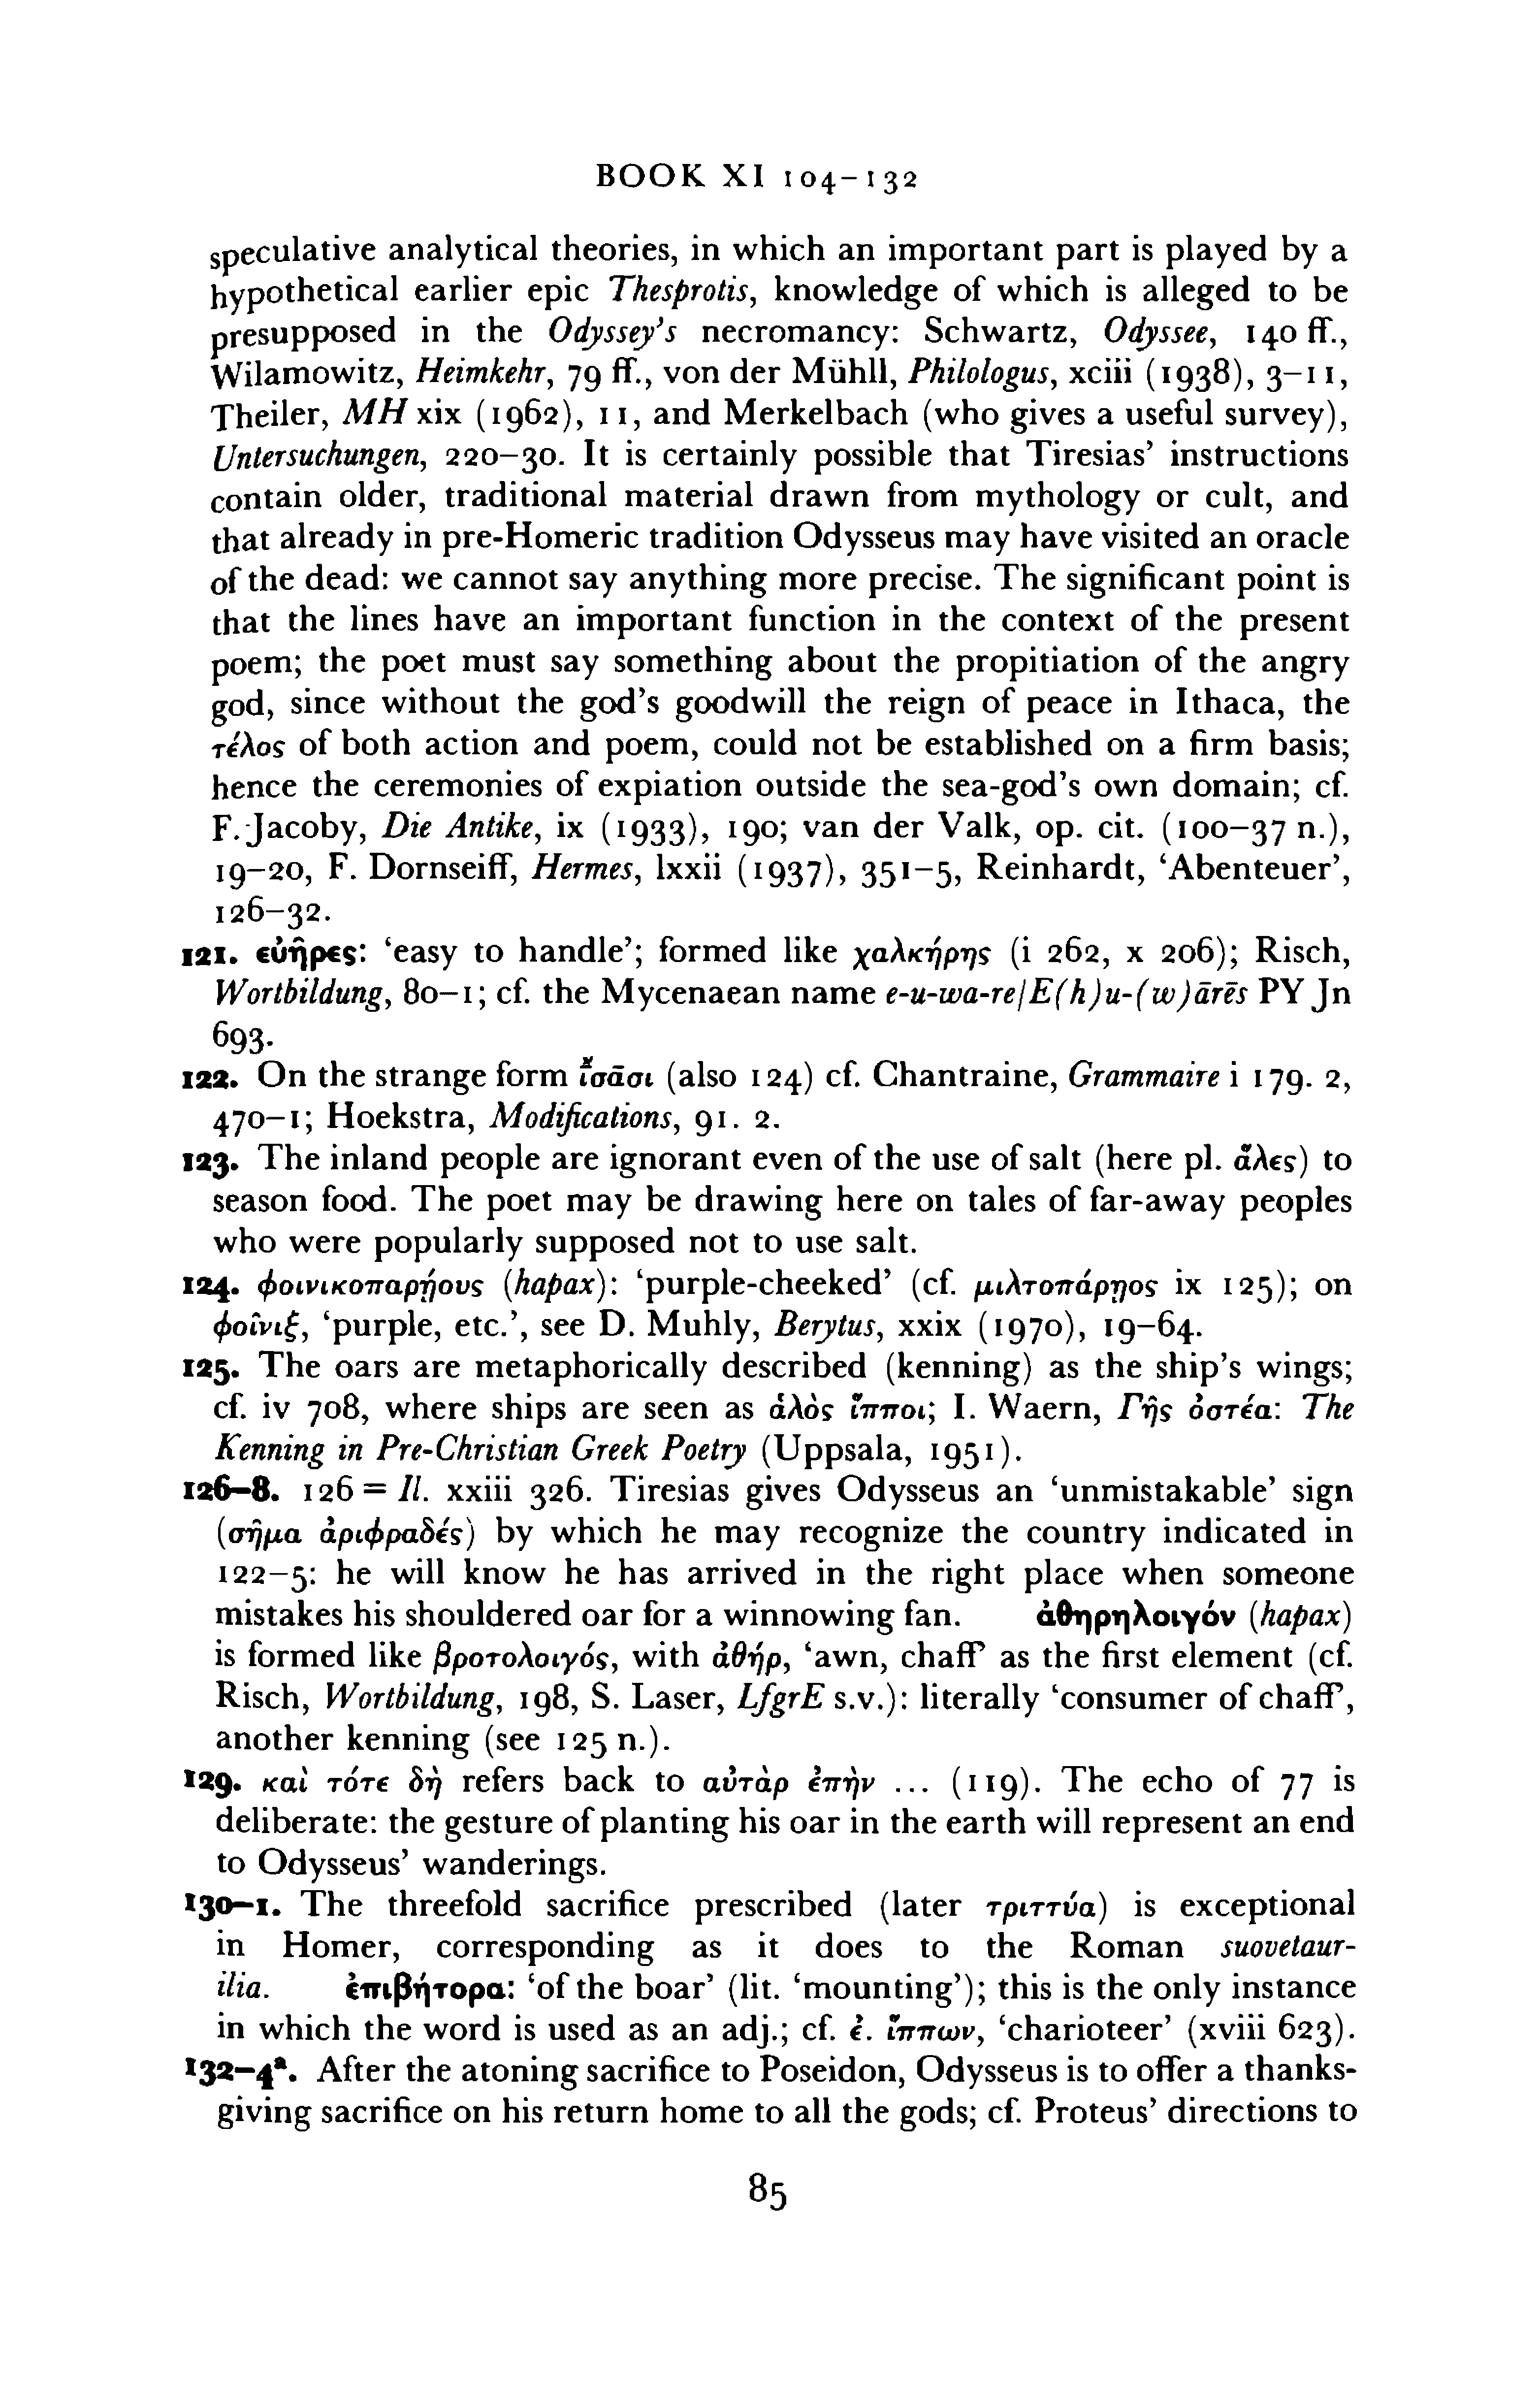 BOOK XI 104–132
speculative analytical theories, in which an important part is played by a
hypothetical earlier epic Thesprotis, knowledge of which is alleged to be
presupposed in the Odyssey's necromancy: Schwartz, Odyssee, 140 ff.,
Wilamowitz, Heimkehr, 79 ff., von der Mühll, Philologus, xciii (1938), 3–11,
Theiler, MH xix (1962), 11, and Merkelbach (who gives a useful survey),
Untersuchungen, 220–30. It is certainly possible that Tiresias' instructions
contain older, traditional material drawn from mythology or cult, and
that already in pre-Homeric tradition Odysseus may have visited an oracle
of the dead: we cannot say anything more precise. The significant point is
that the lines have an important function in the context of the present
poem; the poet must say something about the propitiation of the angry
god, since without the god's goodwill the reign of peace in Ithaca, the
τέλος of both action and poem, could not be established on a firm basis;
hence the ceremonies of expiation outside the sea-god's own domain; cf.
F. Jacoby, Die Antike, ix (1933), 190; van der Valk, op. cit. (100–37 n.),
19–20, F. Dornseiff, Hermes, lxxii (1937), 351–5, Reinhardt, 'Abenteuer',
126–32.
121. εὐῆρες: 'easy to handle'; formed like χαλκήρης (i 262, x 206); Risch,
Wortbildung, 80–1; cf. the Mycenaean name e-u-wa-re/E(h)u-(w)ārēs PY Jn
693.
122. On the strange form ἴσᾱσι (also 124) cf. Chantraine, Grammaire i 179. 2,
470–1; Hoekstra, Modifications, 91. 2.
123. The inland people are ignorant even of the use of salt (here pl. ἅλες) to
season food. The poet may be drawing here on tales of far-away peoples
who were popularly supposed not to use salt.
124. φοινικοπαρῄους (hapax): 'purple-cheeked' (cf. μιλτοπάρῃος ix 125); on
φοῖνιξ, 'purple, etc.', see D. Muhly, Berytus, xxix (1970), 19–64.
125. The oars are metaphorically described (kenning) as the ship's wings;
cf. iv 708, where ships are seen as ἁλὸς ἵπποι; I. Waern, Γῆς ὀστέα: The
Kenning in Pre-Christian Greek Poetry (Uppsala, 1951).
126–8. 126 = Il. xxiii 326. Tiresias gives Odysseus an 'unmistakable' sign
(σῆμα ἀριφραδές) by which he may recognize the country indicated in
122–5: he will know he has arrived in the right place when someone
mistakes his shouldered oar for a winnowing fan. ἀθηρηλοιγόν (hapax)
is formed like βροτολοιγός, with ἀθήρ, 'awn, chaff' as the first element (cf.
Risch, Wortbildung, 198, S. Laser, LfgrE s.v.): literally 'consumer of chaff',
another kenning (see 125 n.).
129. καὶ τότε δή refers back to αὐτὰρ ἐπὴν ... (119). The echo of 77 is
deliberate: the gesture of planting his oar in the earth will represent an end
to Odysseus' wanderings.
130–1. The threefold sacrifice prescribed (later τριττύα) is exceptional
in Homer, corresponding as it does to the Roman suovetaur-
ilia. ἐπιβήτορα: 'of the boar' (lit. 'mounting'); this is the only instance
in which the word is used as an adj.; cf. ἐ. ἵππων, 'charioteer' (xviii 623).
132–4ᵃ. After the atoning sacrifice to Poseidon, Odysseus is to offer a thanks-
giving sacrifice on his return home to all the gods; cf. Proteus' directions to
85